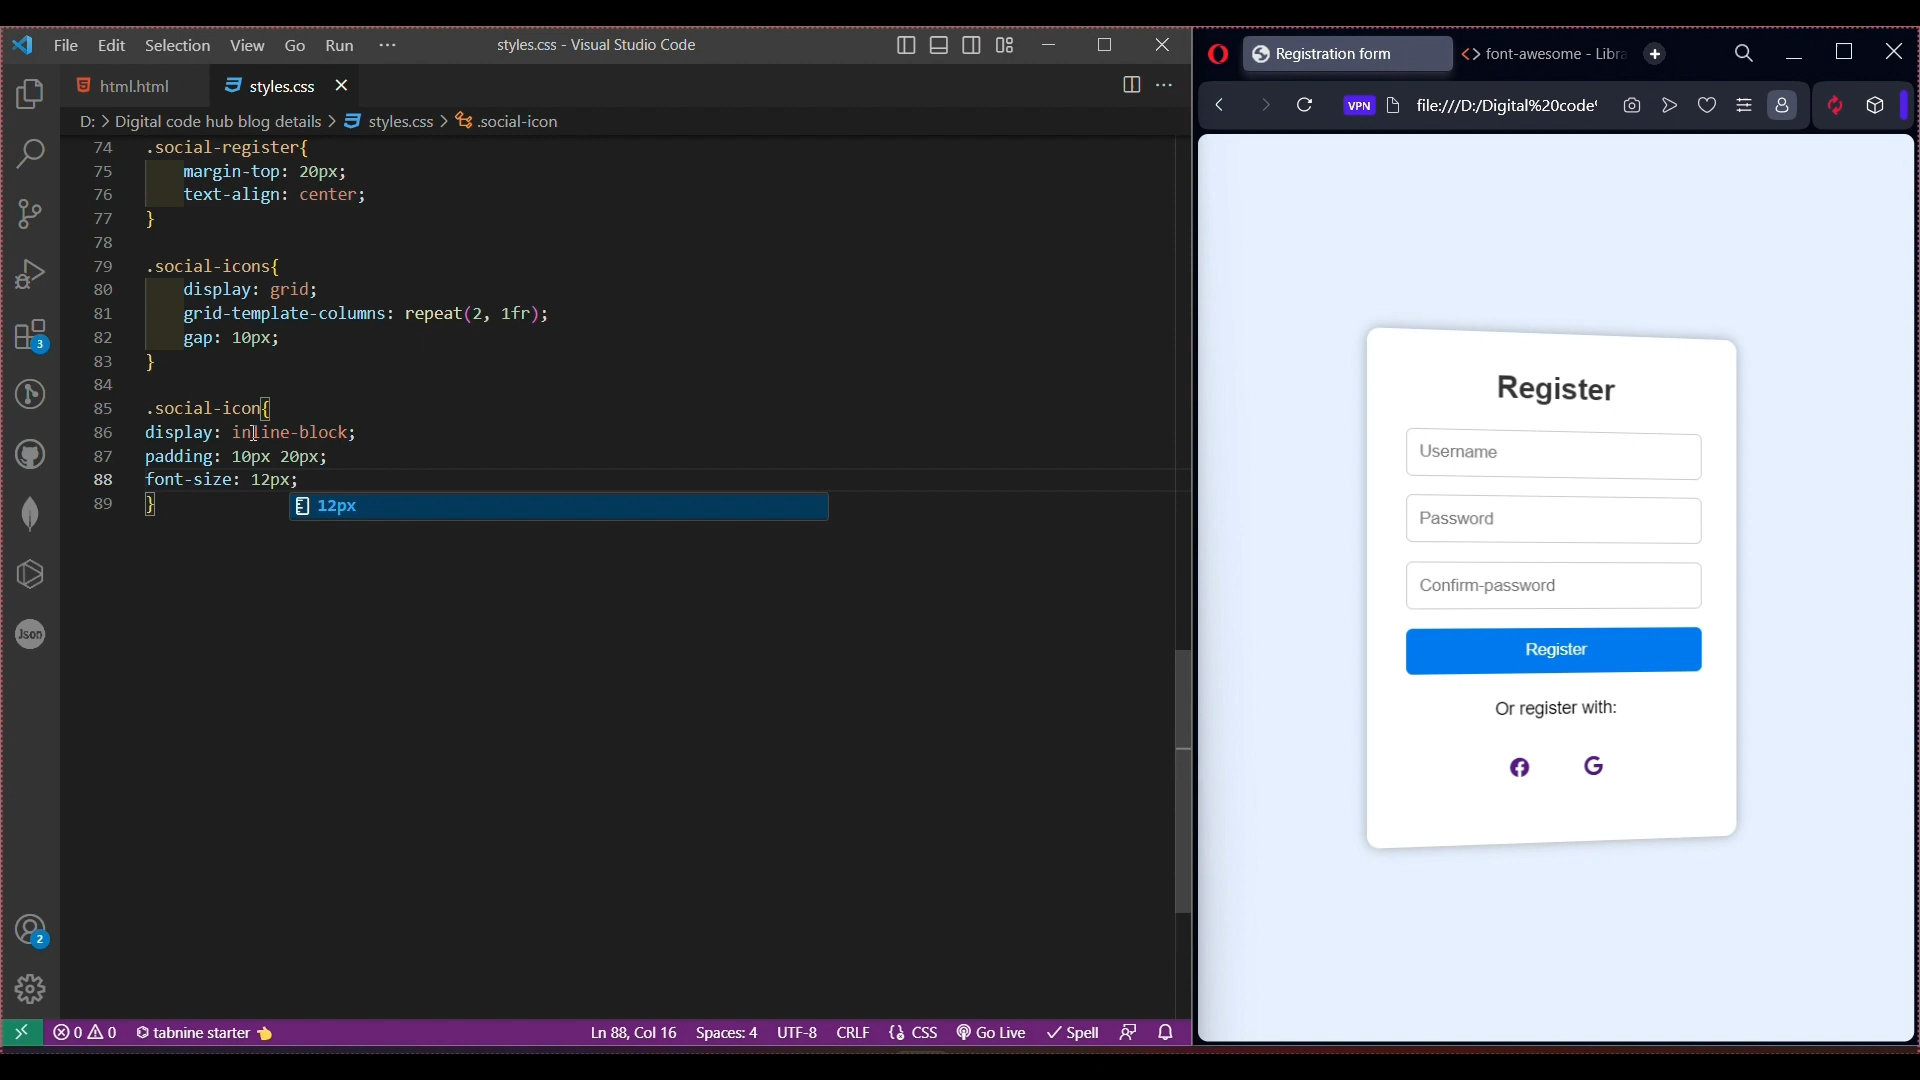 File Edit Selection View Go Run ··· styles.css - Visual Studio Code
html.html styles.css
D: > Digital code hub blog details > styles.css > .social-icon
74 .social-register{
75 margin-top: 20px;
76 text-align: center;
77 }
78
79 .social-icons{
80 display: grid;
81 grid-template-columns: repeat(2, 1fr);
82 gap: 10px;
83 }
84
85 .social-icon{
86 display: inline-block;
87 padding: 10px 20px;
88 font-size: 12px;
89 }
12px
3
Json
2
0 0 tabnine starter Ln 88, Col 16 Spaces: 4 UTF-8 CRLF CSS Go Live Spell
Registration form <> font-awesome - Libra
VPN file:///D:/Digital%20code
Register
Username
Password
Confirm-password
Register
Or register with: